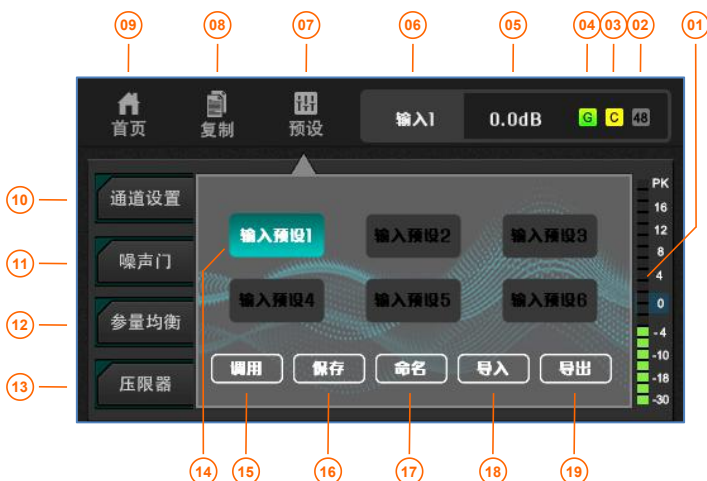 09 08 07 06 05 04 03 02 01
首页 复制 预设 输入1 0.0dB G C 48
PK
10 通道设置 16
输入预设1 输入预设2 输入预设3 12
11 噪声门 8
4
输入预设4 输入预设5 输入预设6 0
12 参量均衡 -4
调用 保存 命名 导入 导出 -10
13 压限器 -18
-30
14 15 16 17 18 19